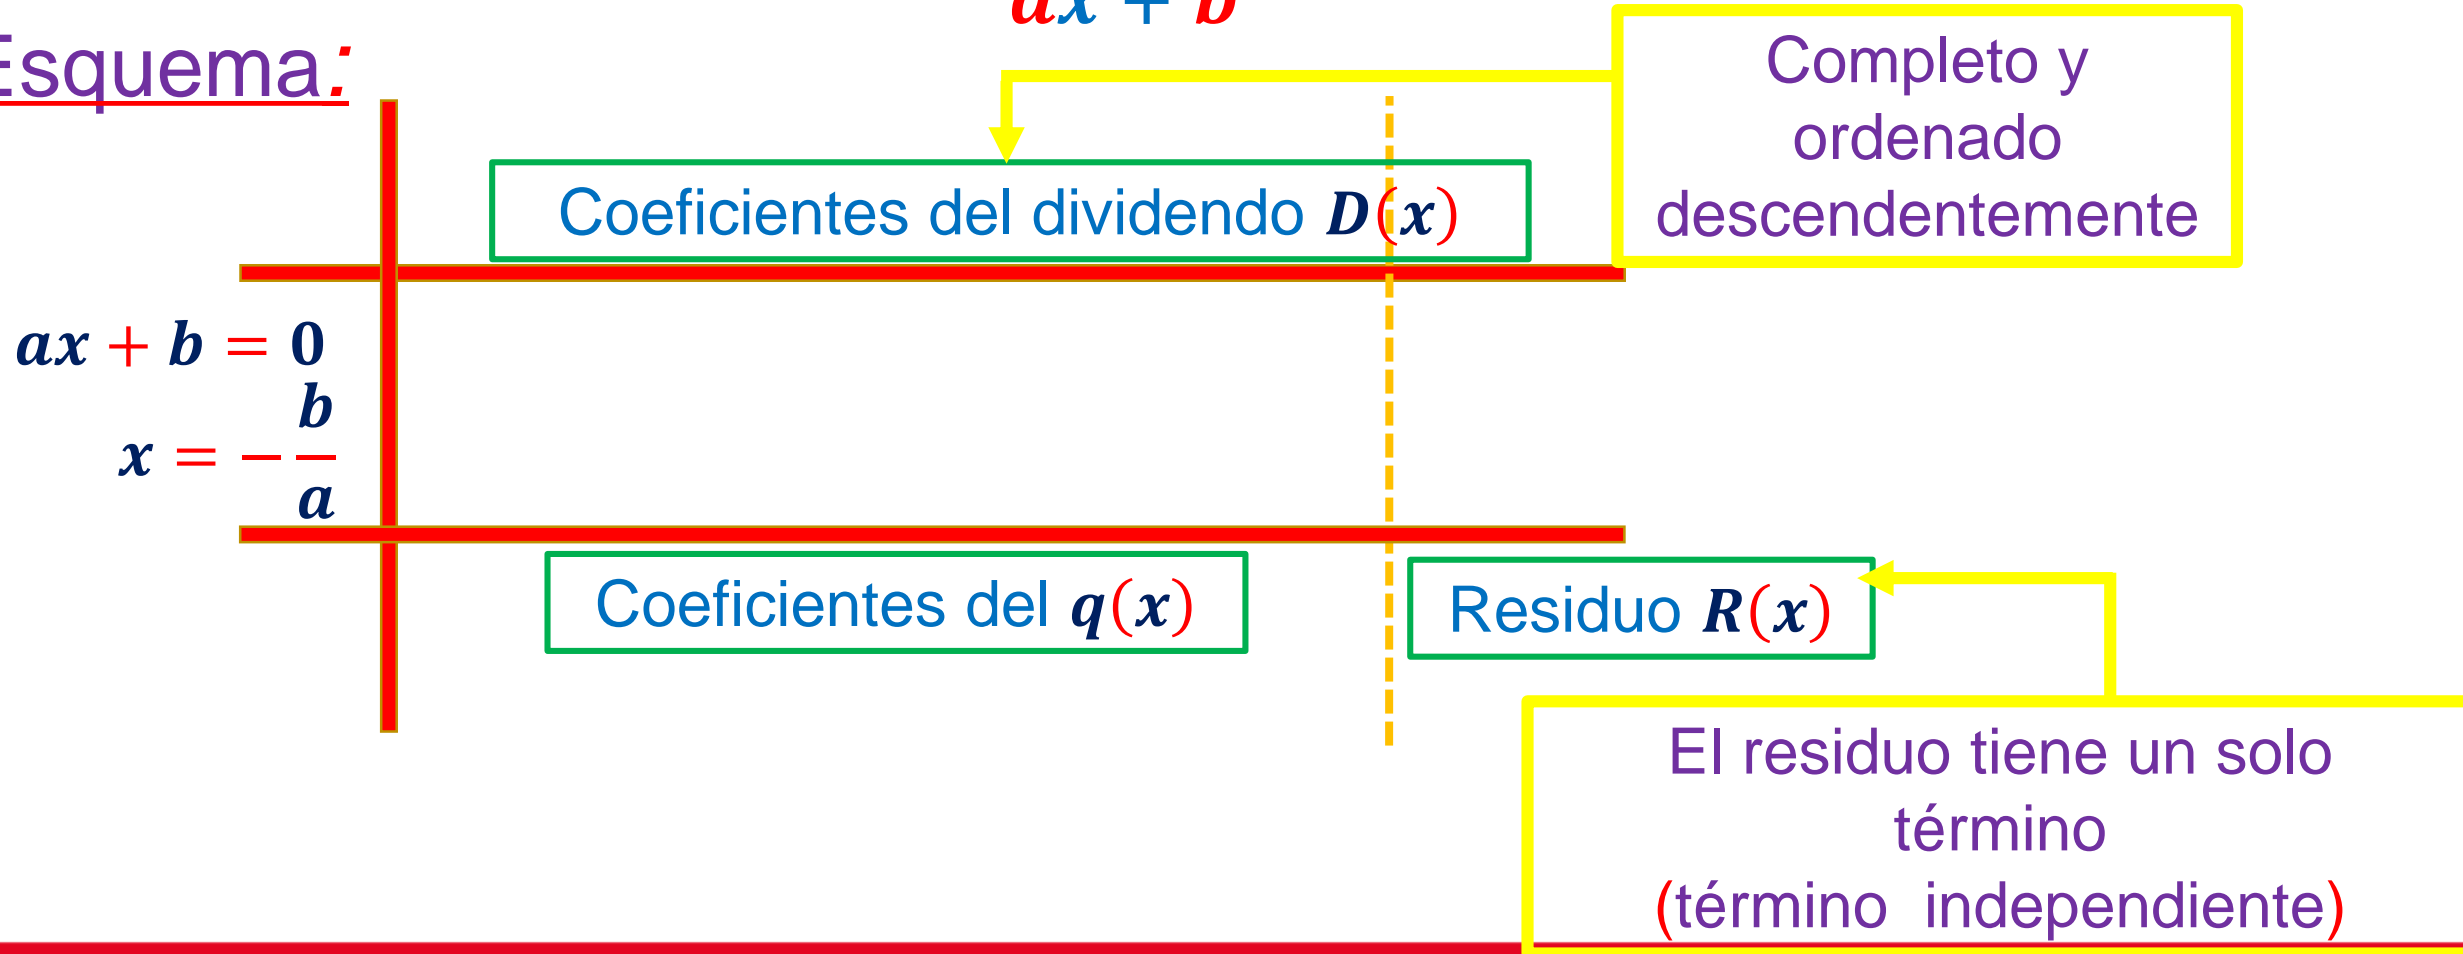 ax + b
Esquema:
Completo y
ordenado
descendentemente
Coeficientes del dividendo D(x)
ax + b = 0
x = − b/a
Coeficientes del q(x)
Residuo R(x)
El residuo tiene un solo
término
(término independiente)